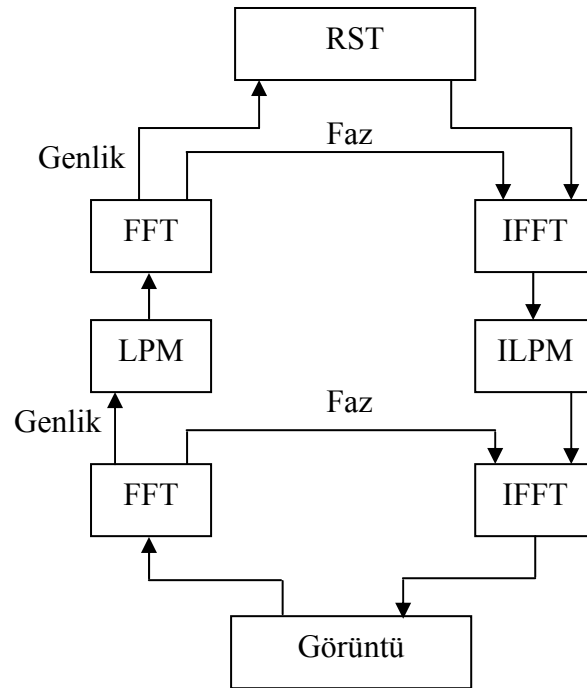 RST
Genlik
Faz
FFT
IFFT
LPM
ILPM
Genlik
Faz
FFT
IFFT
Görüntü